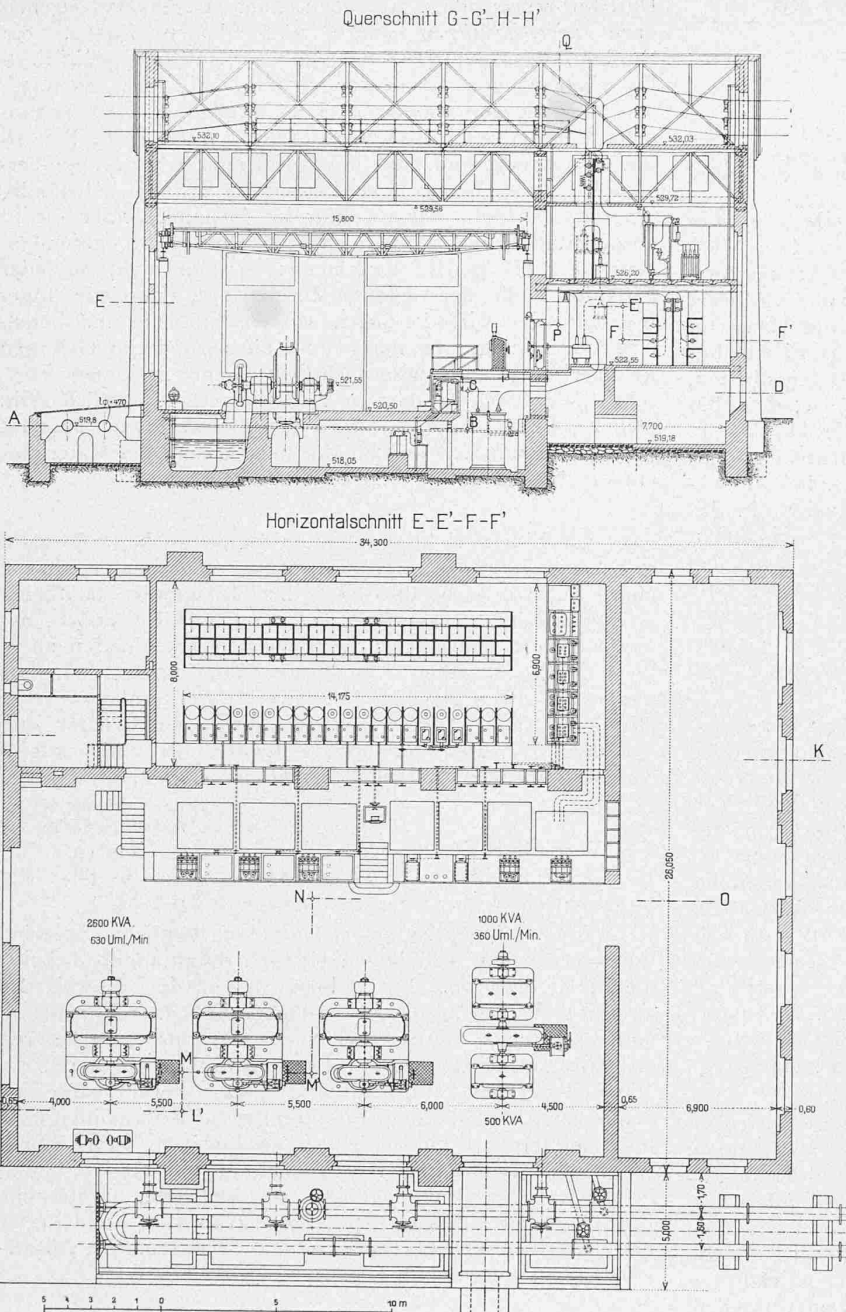 Querschnitt G-G'-H-H'
Q
532,10
532,03
529,56
529,72
15,800
526,20
E
E'
P
F
F'
521,55
523,55
C
D
l.φ.=470
A
519,8
520,50
B
7,700
519,18
518,05
Horizontalschnitt E-E'-F-F'
34,300
8,000
6,900
14,175
K
26,050
N
O
2600 KVA.
630 Uml./Min
1000 KVA
360 Uml./Min.
M
M'
0,65
4,000
5,500
5,500
6,000
4,500
0,65
6,900
0,60
L'
500 KVA
1,70
5,000
1,60
5 4 3 2 1 0 5 10 m